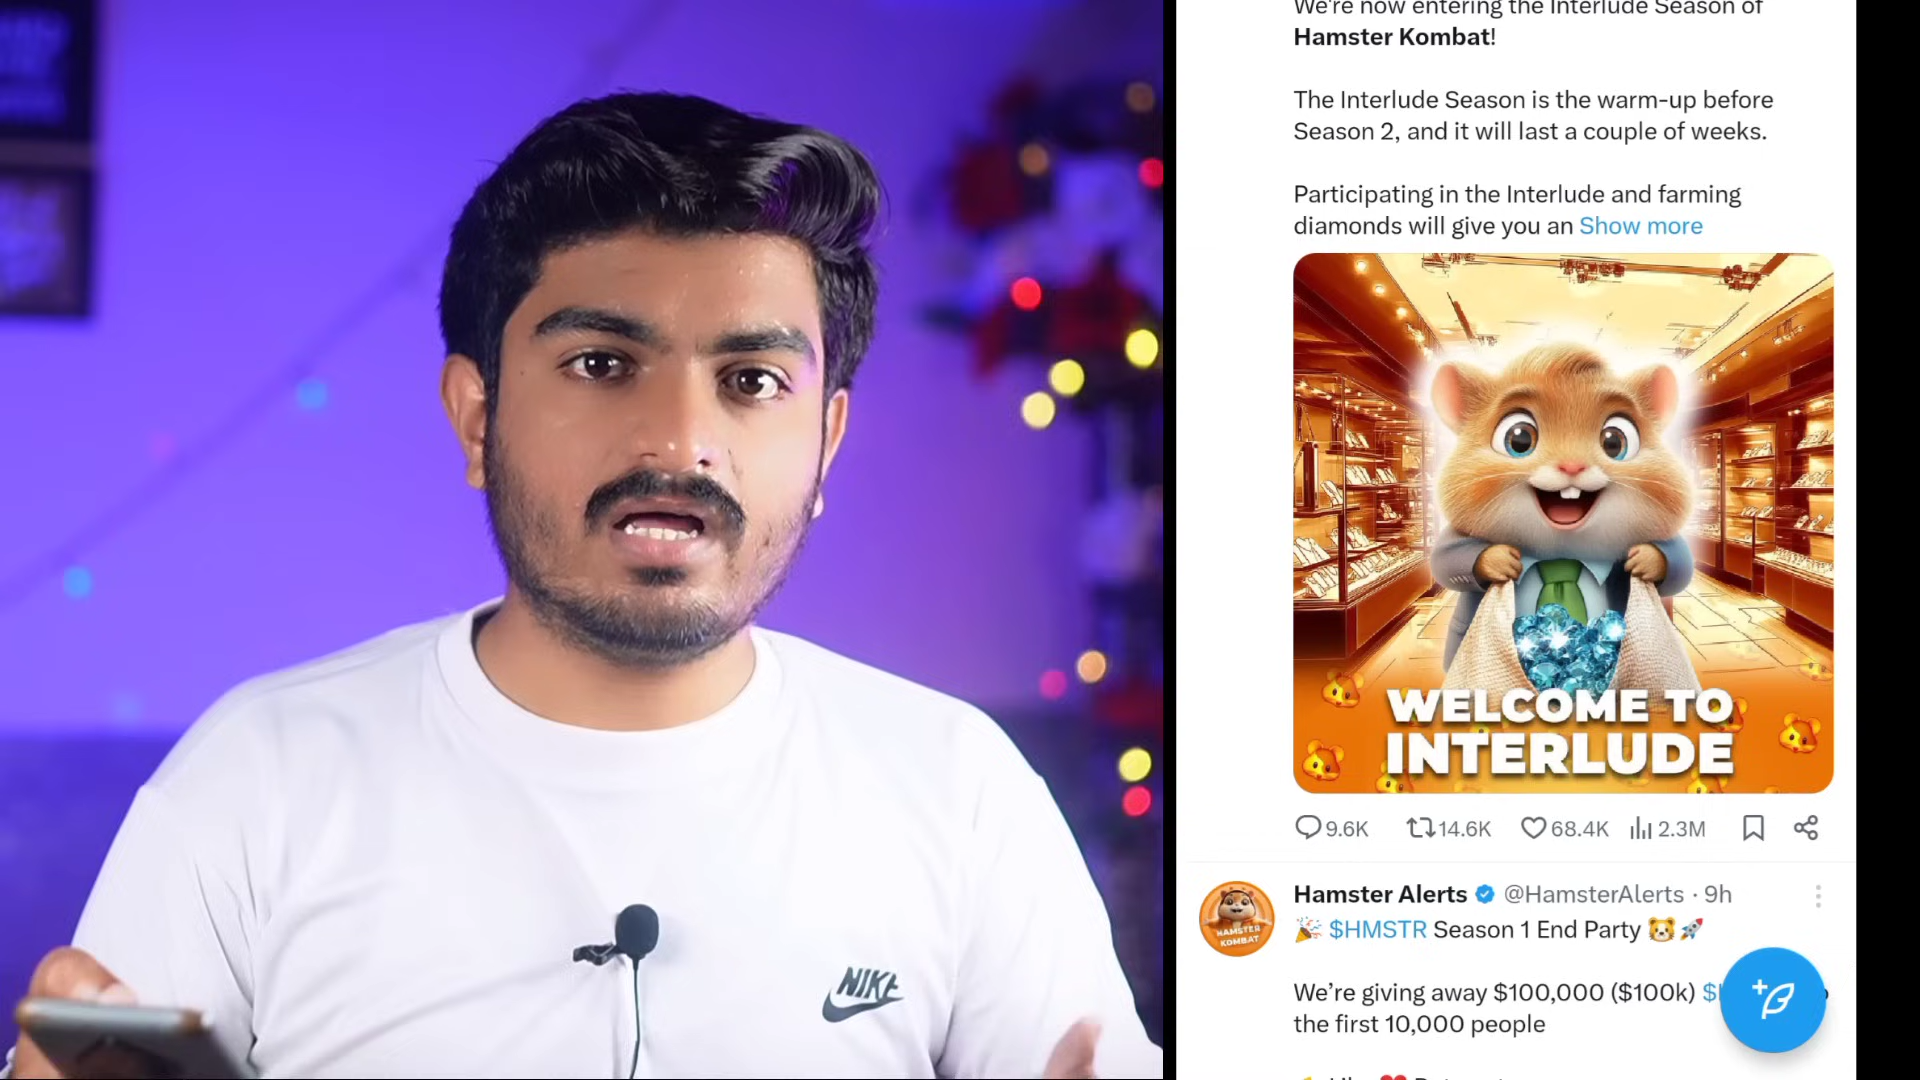 NIKE
We're now entering the Interlude Season of
Hamster Kombat!
The Interlude Season is the warm-up before
Season 2, and it will last a couple of weeks.
Participating in the Interlude and farming
diamonds will give you an Show more
WELCOME TO
INTERLUDE
9.6K 14.6K 68.4K 2.3M
Hamster Alerts @HamsterAlerts · 9h
HAMSTER
KOMBAT
🎉 $HMSTR Season 1 End Party 🐹🚀
We're giving away $100,000 ($100k)
the first 10,000 people